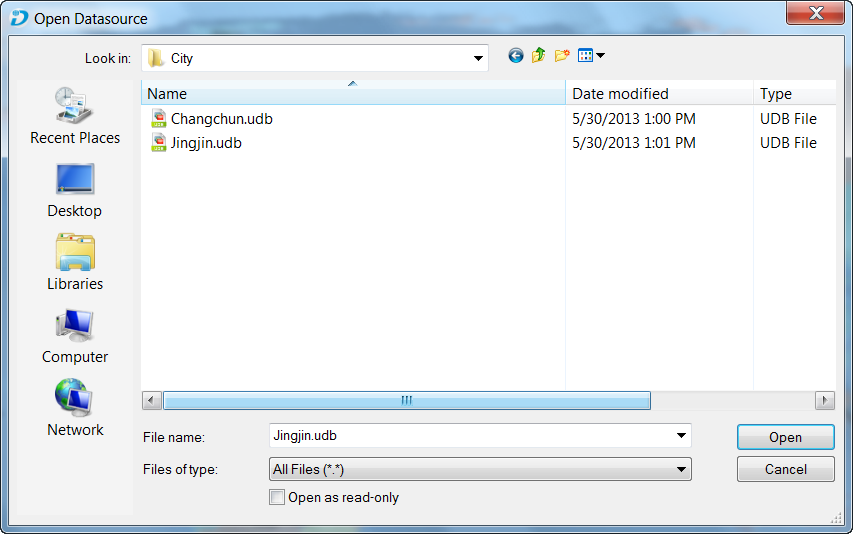 Open Datasource
Look in: City
Name Date modified Type
Changchun.udb 5/30/2013 1:00 PM UDB File
Jingjin.udb 5/30/2013 1:01 PM UDB File
Recent Places
Desktop
Libraries
Computer
Network
File name: Jingjin.udb Open
Files of type: All Files (*.*) Cancel
Open as read-only